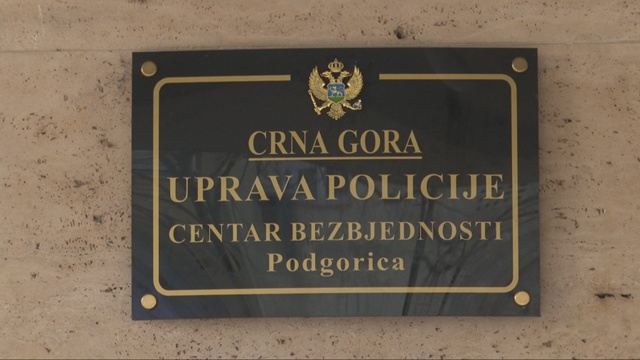 CRNA GORA
UPRAVA POLICIJE
CENTAR BEZBJEDNOSTI
Podgorica